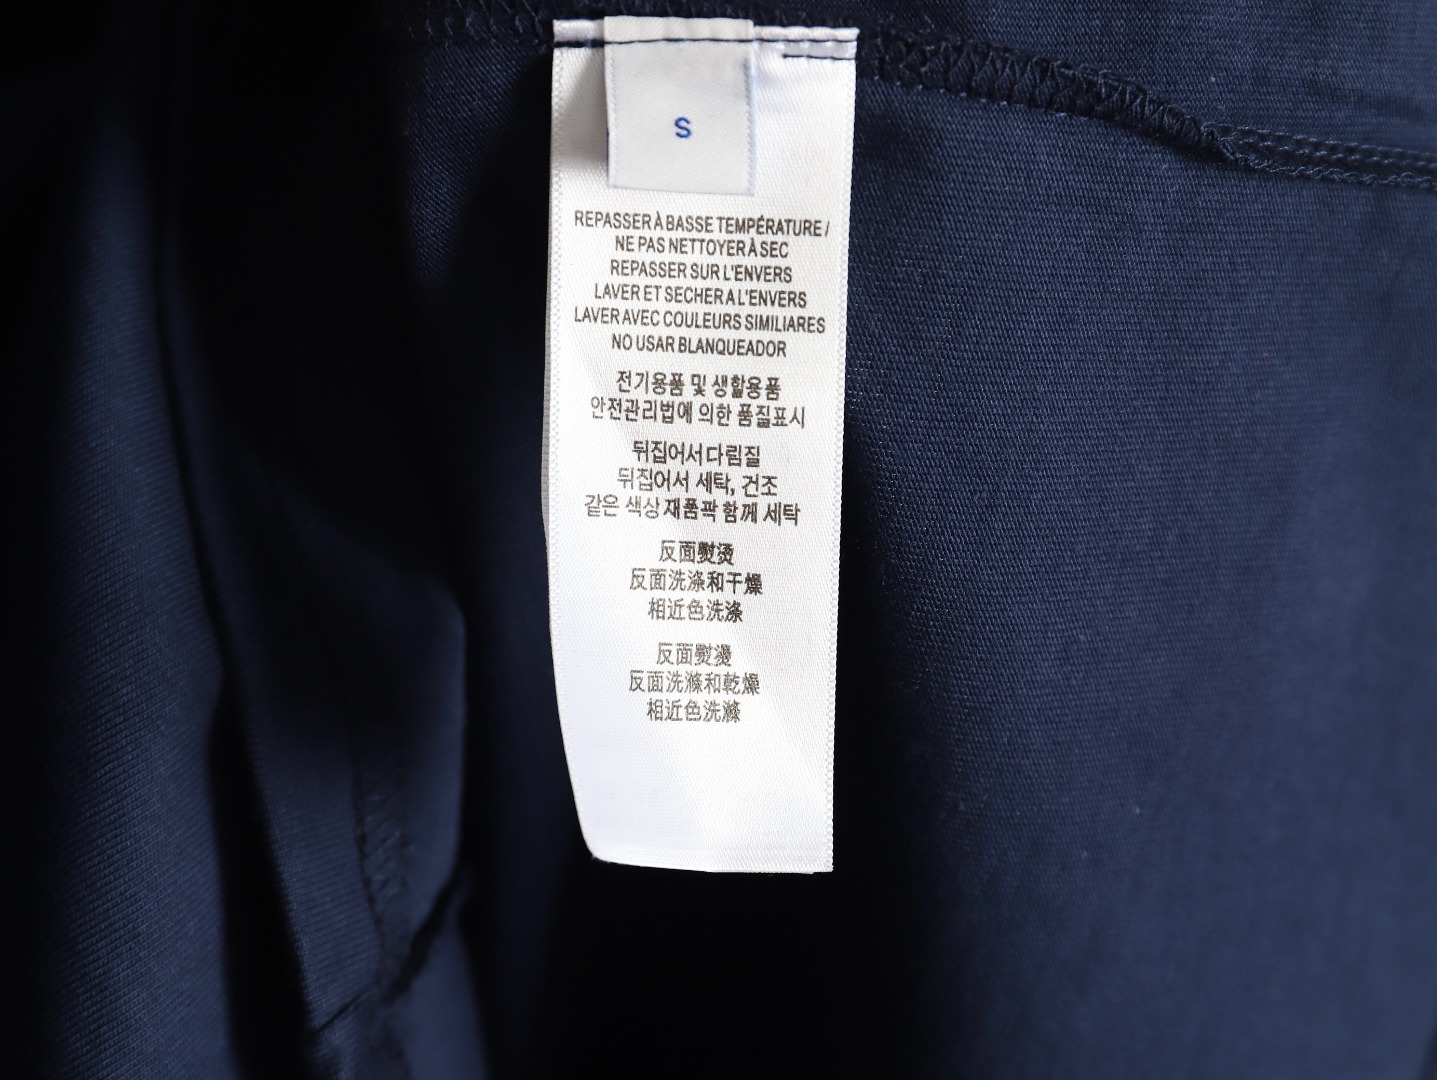 S
REPASSER À BASSE TEMPÉRATURE /
NE PAS NETTOYER À SEC
REPASSER SUR L'ENVERS
LAVER ET SECHER A L'ENVERS
LAVER AVEC COULEURS SIMILIARES
NO USAR BLANQUEADOR
전기용품 및 생활용품
안전관리법에 의한 품질표시
뒤집어서다림질
뒤집어서 세탁, 건조
같은 색상 재품곽 함께 세탁
反面熨烫
反面洗涤和干燥
相近色洗涤
反面熨燙
反面洗滌和乾燥
相近色洗滌